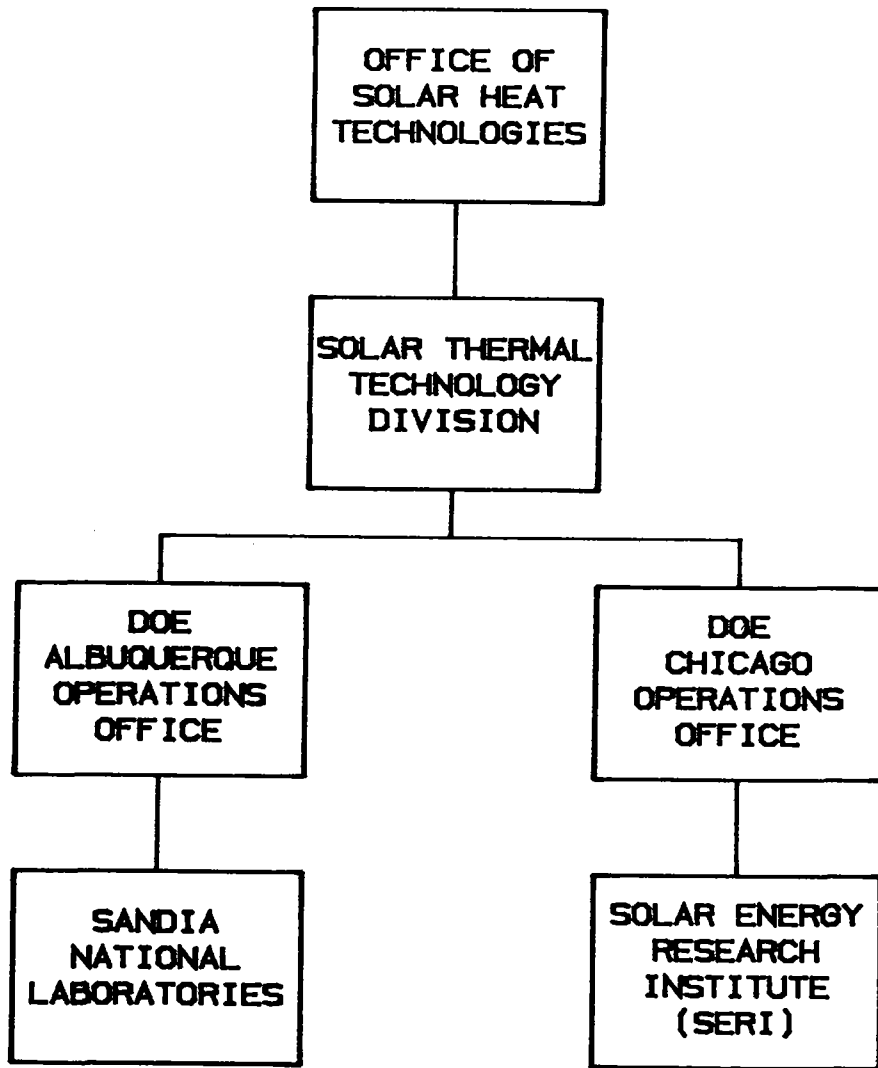 OFFICE OF
SOLAR HEAT
TECHNOLOGIES
SOLAR THERMAL
TECHNOLOGY
DIVISION
DOE
ALBUQUERQUE
OPERATIONS
OFFICE
DOE
CHICAGO
OPERATIONS
OFFICE
SANDIA
NATIONAL
LABORATORIES
SOLAR ENERGY
RESEARCH
INSTITUTE
(SERI)